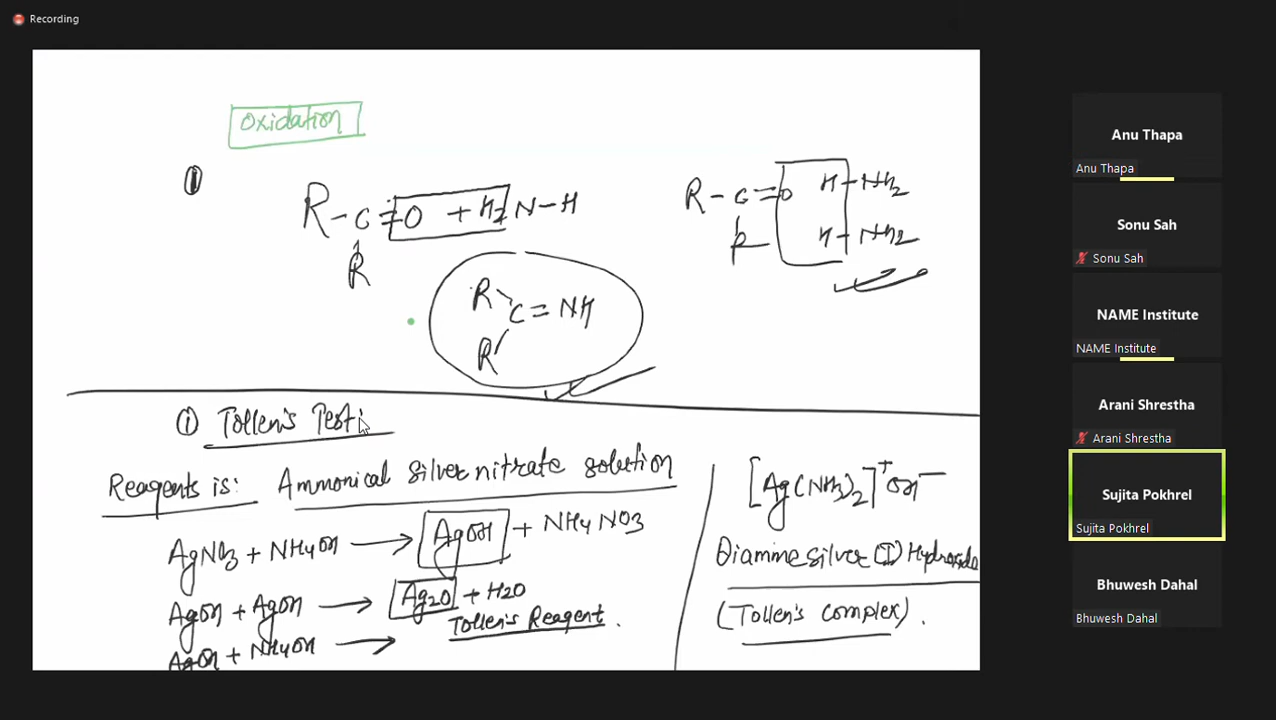 Recording
Oxidation
①
R-C=O + H2N-H
R
R-C=O H-NH2
R H-NH2
R
C=NH
R
① Tollen's Test:
Reagents is: Ammonical silver nitrate solution
AgNO3 + NH4OH → AgOH + NH4NO3
AgOH + AgOH → Ag2O + H2O
Tollen's Reagent.
AgOH + NH4OH →
[Ag(NH3)2]+OH-
Diamine silver (I) Hydroxide
(Tollen's complex).
Anu Thapa
Anu Thapa
Sonu Sah
Sonu Sah
NAME Institute
NAME Institute
Arani Shrestha
Arani Shrestha
Sujita Pokhrel
Sujita Pokhrel
Bhuwesh Dahal
Bhuwesh Dahal